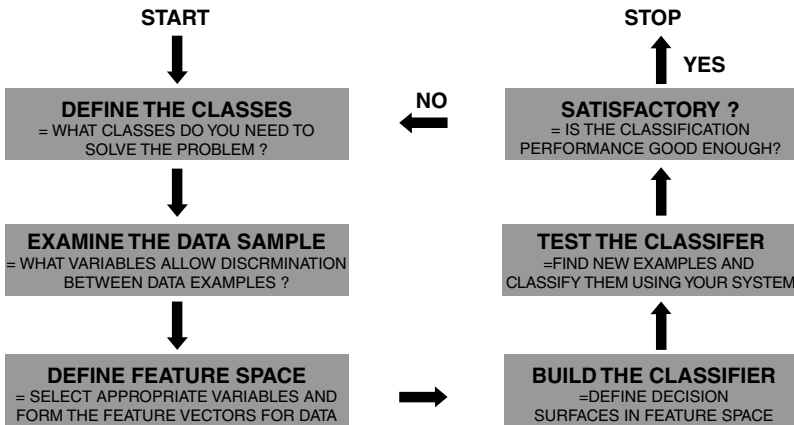 START
DEFINE THE CLASSES
= WHAT CLASSES DO YOU NEED TO
SOLVE THE PROBLEM ?
EXAMINE THE DATA SAMPLE
= WHAT VARIABLES ALLOW DISCRMINATION
BETWEEN DATA EXAMPLES ?
DEFINE FEATURE SPACE
= SELECT APPROPRIATE VARIABLES AND
FORM THE FEATURE VECTORS FOR DATA
BUILD THE CLASSIFIER
=DEFINE DECISION
SURFACES IN FEATURE SPACE
TEST THE CLASSIFER
=FIND NEW EXAMPLES AND
CLASSIFY THEM USING YOUR SYSTEM
SATISFACTORY ?
= IS THE CLASSIFICATION
PERFORMANCE GOOD ENOUGH?
NO
YES
STOP